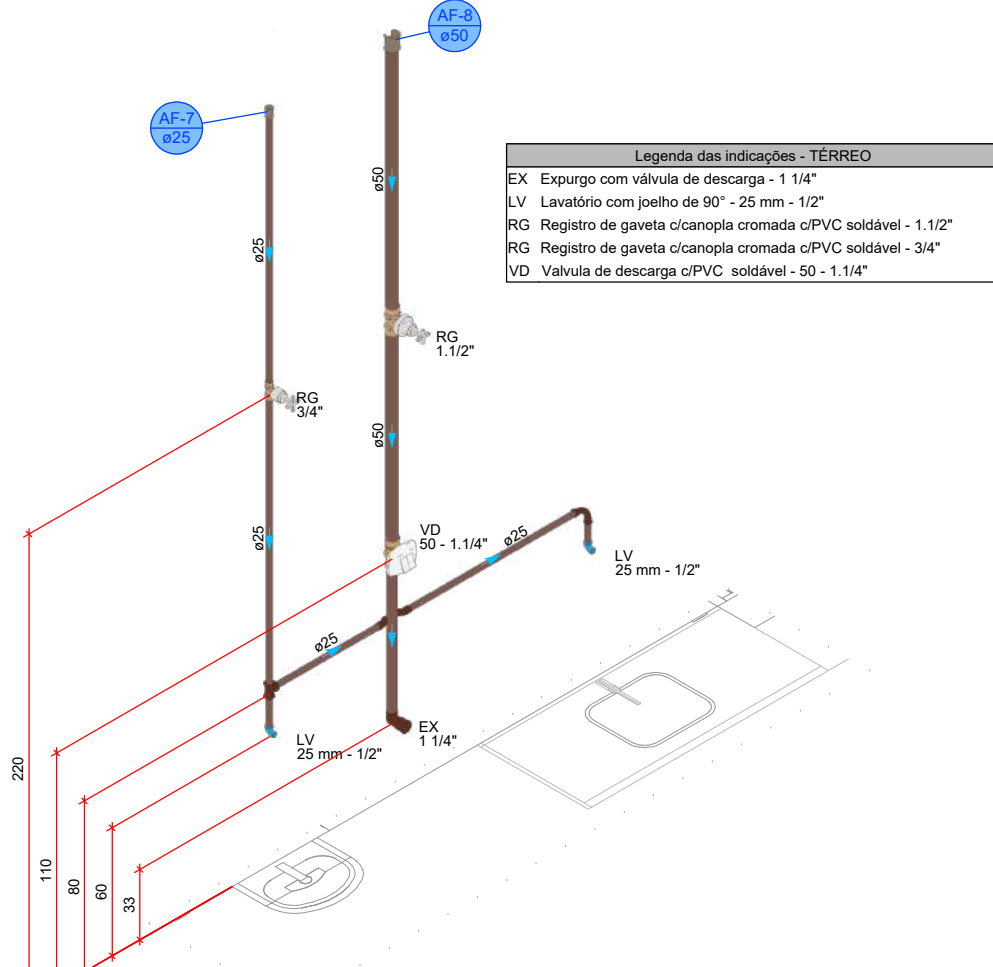 AF-8
ø50
AF-7
ø25
Legenda das indicações - TÉRREO
EX Expurgo com válvula de descarga - 1 1/4"
LV Lavatório com joelho de 90° - 25 mm - 1/2"
RG Registro de gaveta c/canopla cromada c/PVC soldável - 1.1/2"
RG Registro de gaveta c/canopla cromada c/PVC soldável - 3/4"
VD Valvula de descarga c/PVC soldável - 50 - 1.1/4"
ø50
ø25
RG
1.1/2"
RG
3/4"
ø50
ø25
VD
50 - 1.1/4"
ø25
LV
25 mm - 1/2"
ø25
EX
1 1/4"
LV
25 mm - 1/2"
220
110
80
60
33